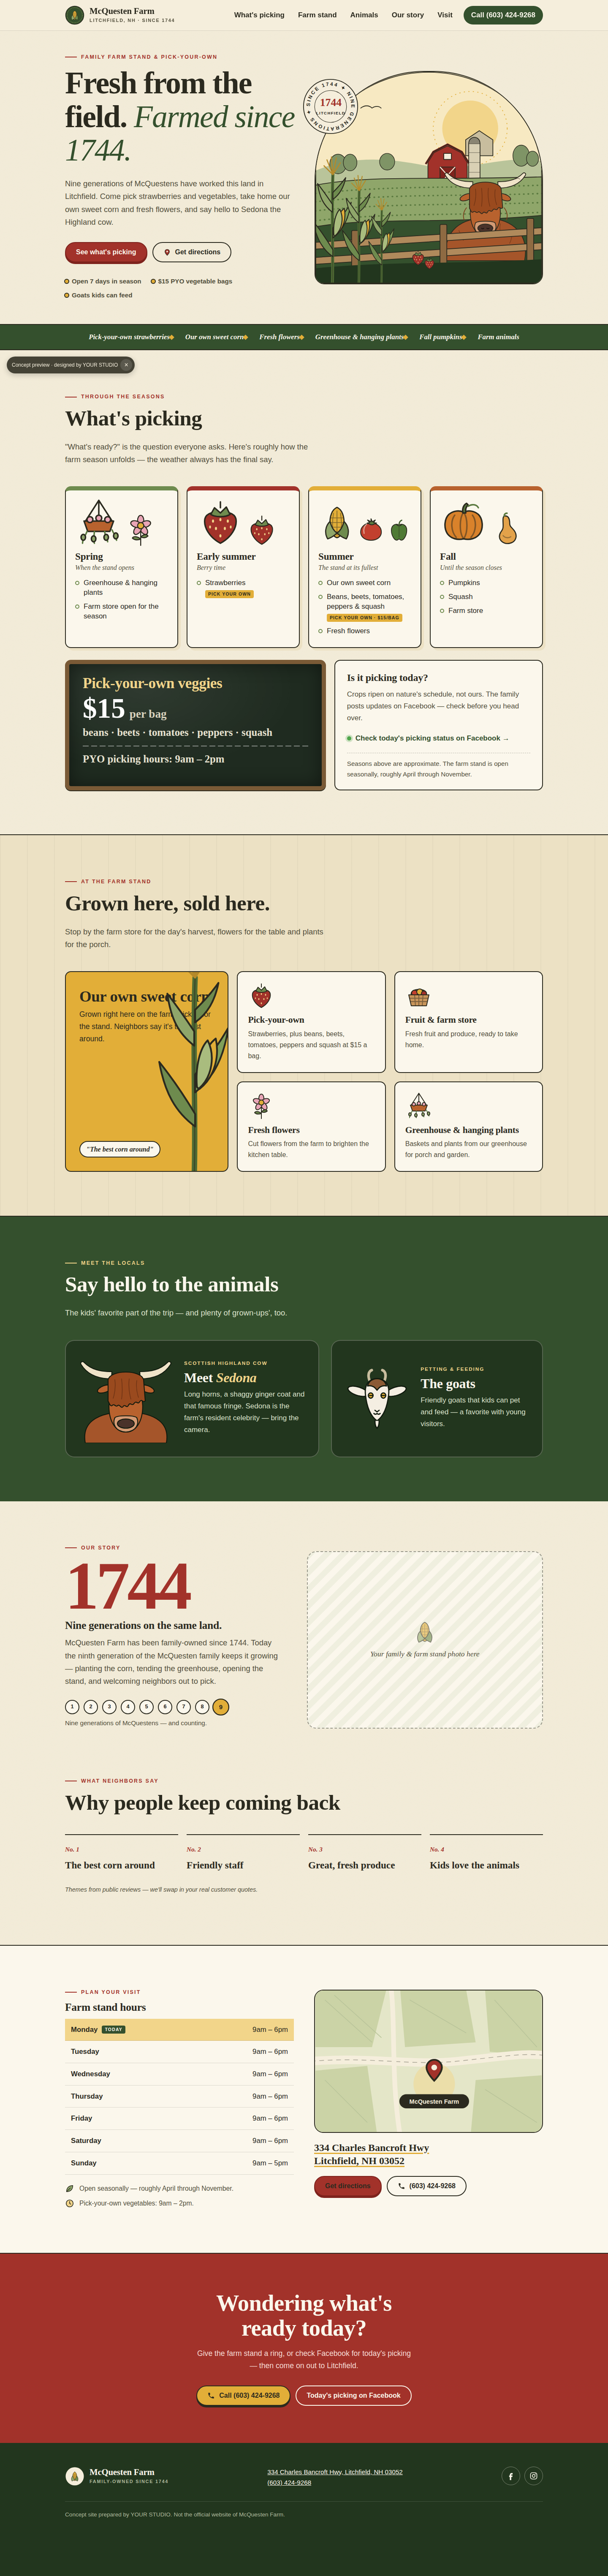 McQuesten Farm
LITCHFIELD, NH · SINCE 1744
What's picking
Farm stand
Animals
Our story
Visit
Call (603) 424-9268
FAMILY FARM STAND & PICK-YOUR-OWN
Fresh from the
field. Farmed since
1744.
Nine generations of McQuestens have worked this land in
Litchfield. Come pick strawberries and vegetables, take home our
own sweet corn and fresh flowers, and say hello to Sedona the
Highland cow.
See what's picking
Get directions
Open 7 days in season
$15 PYO vegetable bags
Goats kids can feed
SINCE 1744 ✦ NINE GENERATIONS ✦
1744
LITCHFIELD
Pick-your-own strawberries
Our own sweet corn
Fresh flowers
Greenhouse & hanging plants
Fall pumpkins
Farm animals
Concept preview · designed by YOUR STUDIO ×
THROUGH THE SEASONS
What's picking
"What's ready?" is the question everyone asks. Here's roughly how the
farm season unfolds — the weather always has the final say.
Spring
When the stand opens
Greenhouse & hanging
plants
Farm store open for the
season
Early summer
Berry time
Strawberries
PICK YOUR OWN
Summer
The stand at its fullest
Our own sweet corn
Beans, beets, tomatoes,
peppers & squash
PICK YOUR OWN · $15/BAG
Fresh flowers
Fall
Until the season closes
Pumpkins
Squash
Farm store
Pick-your-own veggies
$15 per bag
beans · beets · tomatoes · peppers · squash
PYO picking hours: 9am – 2pm
Is it picking today?
Crops ripen on nature's schedule, not ours. The family
posts updates on Facebook — check before you head
over.
Check today's picking status on Facebook →
Seasons above are approximate. The farm stand is open
seasonally, roughly April through November.
AT THE FARM STAND
Grown here, sold here.
Stop by the farm store for the day's harvest, flowers for the table and plants
for the porch.
Our own sweet corn
Grown right here on the farm,
the stand. Neighbors say it's
around.
"The best corn around"
Pick-your-own
Strawberries, plus beans, beets,
tomatoes, peppers and squash at $15 a
bag.
Fruit & farm store
Fresh fruit and produce, ready to take
home.
Fresh flowers
Cut flowers from the farm to brighten the
kitchen table.
Greenhouse & hanging plants
Baskets and plants from our greenhouse
for porch and garden.
MEET THE LOCALS
Say hello to the animals
The kids' favorite part of the trip — and plenty of grown-ups', too.
SCOTTISH HIGHLAND COW
Meet Sedona
Long horns, a shaggy ginger coat and
that famous fringe. Sedona is the
farm's resident celebrity — bring the
camera.
PETTING & FEEDING
The goats
Friendly goats that kids can pet
and feed — a favorite with young
visitors.
OUR STORY
1744
Nine generations on the same land.
McQuesten Farm has been family-owned since 1744. Today
the ninth generation of the McQuesten family keeps it growing
— planting the corn, tending the greenhouse, opening the
stand, and welcoming neighbors out to pick.
1 2 3 4 5 6 7 8 9
Nine generations of McQuestens — and counting.
Your family & farm stand photo here
WHAT NEIGHBORS SAY
Why people keep coming back
No. 1
The best corn around
No. 2
Friendly staff
No. 3
Great, fresh produce
No. 4
Kids love the animals
Themes from public reviews — we'll swap in your real customer quotes.
PLAN YOUR VISIT
Farm stand hours
Monday TODAY 9am – 6pm
Tuesday 9am – 6pm
Wednesday 9am – 6pm
Thursday 9am – 6pm
Friday 9am – 6pm
Saturday 9am – 6pm
Sunday 9am – 5pm
Open seasonally — roughly April through November.
Pick-your-own vegetables: 9am – 2pm.
McQuesten Farm
334 Charles Bancroft Hwy
Litchfield, NH 03052
Get directions
(603) 424-9268
Wondering what's
ready today?
Give the farm stand a ring, or check Facebook for today's picking
— then come on out to Litchfield.
Call (603) 424-9268
Today's picking on Facebook
McQuesten Farm
FAMILY-OWNED SINCE 1744
334 Charles Bancroft Hwy, Litchfield, NH 03052
(603) 424-9268
Concept site prepared by YOUR STUDIO. Not the official website of McQuesten Farm.